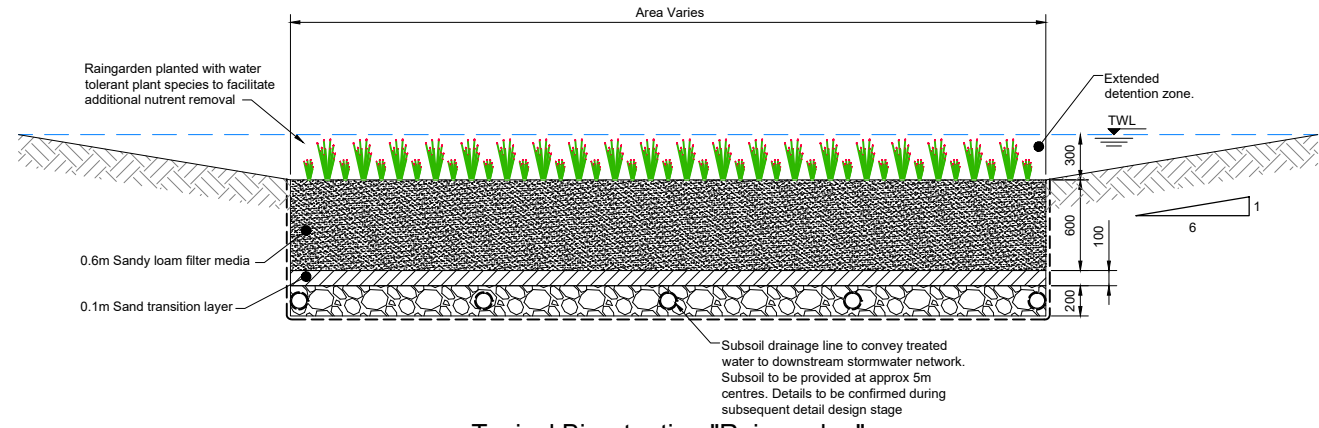 Area Varies
Raingarden planted with water
tolerant plant species to facilitate
additional nutrent removal
Extended
detention zone.
TWL
300
600
100
200
1
6
0.6m Sandy loam filter media
0.1m Sand transition layer
Subsoil drainage line to convey treated
water to downstream stormwater network.
Subsoil to be provided at approx 5m
centres. Details to be confirmed during
subsequent detail design stage